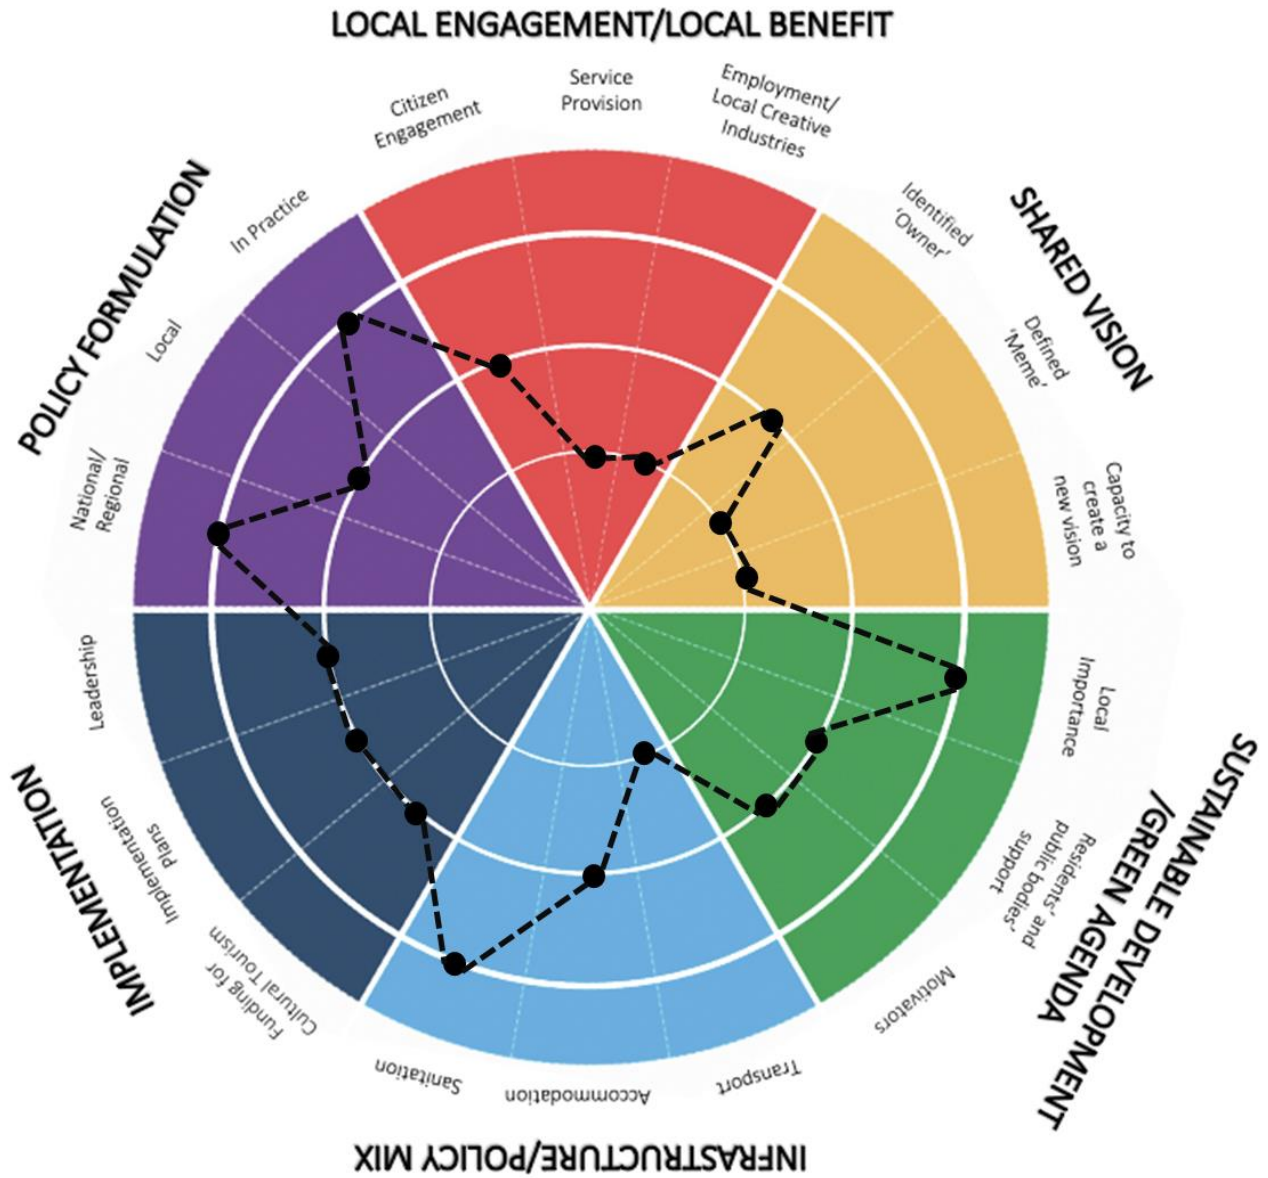 LOCAL ENGAGEMENT/LOCAL BENEFIT
Citizen
Engagement
Service
Provision
Employment/
Local Creative
Industries
SHARED VISION
Identified
‘Owner’
Defined
‘Meme’
Capacity to
create a
new vision
SUSTAINABLE DEVELOPMENT
/GREEN AGENDA
Local
Importance
Residents’ and
public bodies’
support
Motivators
INFRASTRUCTURE/POLICY MIX
Transport
Accommodation
Sanitation
IMPLEMENTATION
Funding for
Cultural Tourism
Implementation
Plans
Leadership
POLICY FORMULATION
National/
Regional
Local
In Practice